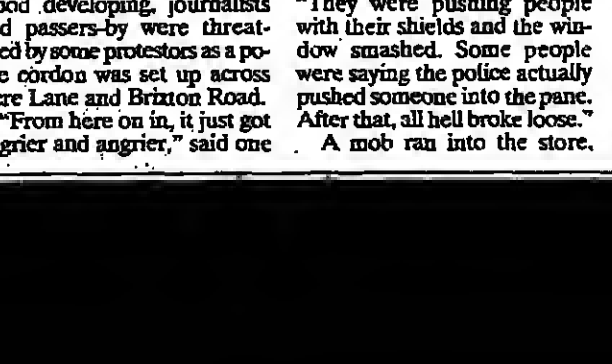 ood developing, journalists
d passers-by were threat-
ed by some protestors as a po-
e cordon was set up across
re Lane and Brixton Road.
"From here on in, it just got
grier and angrier," said one
"They were pushing people
with their shields and the win-
dow smashed. Some people
were saying the police actually
pushed someone into the pane.
After that, all hell broke loose."
A mob ran into the store,